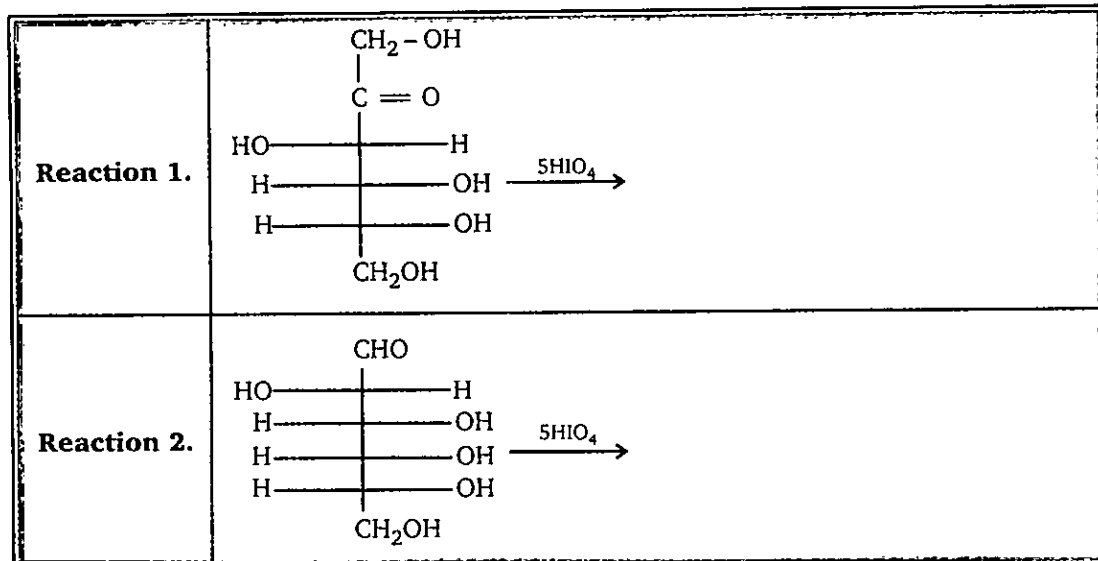 CH2 – OH
C = O
HO H
Reaction 1. H OH 5HIO4
H OH
CH2OH
CHO
HO H
H OH 5HIO4
Reaction 2. H OH
H OH
CH2OH